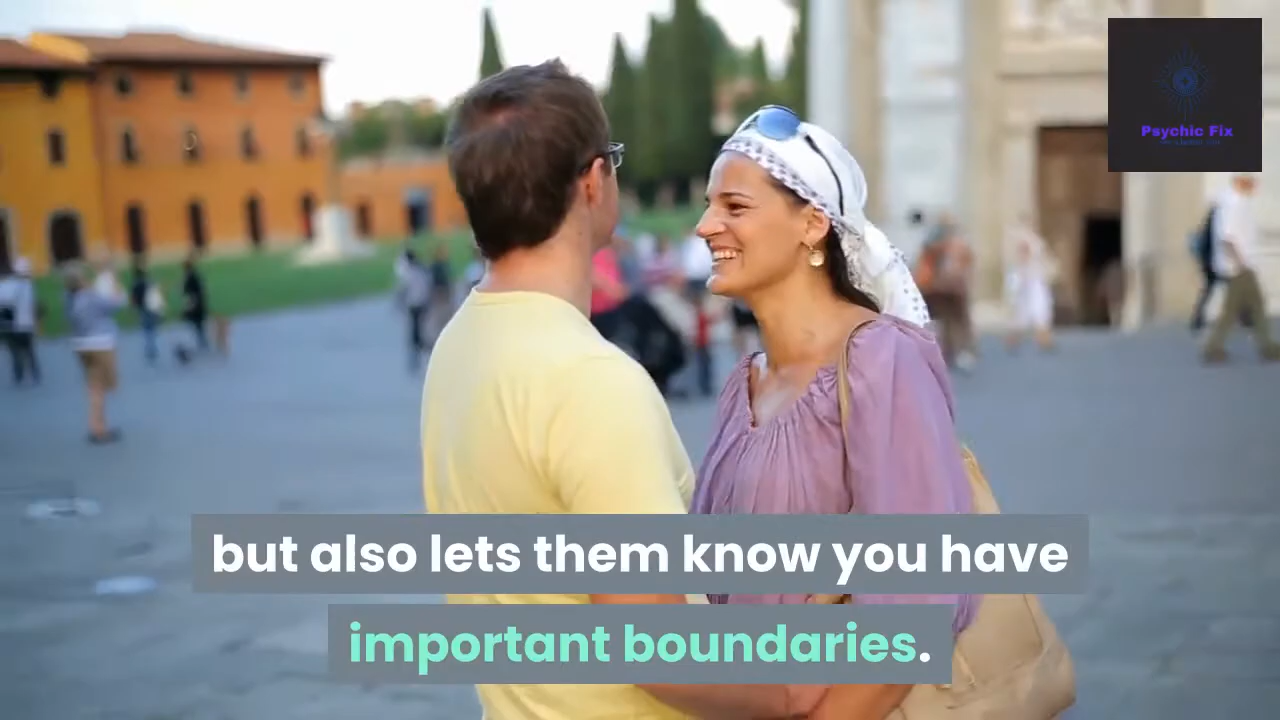 Psychic Fix
but also lets them know you have
important boundaries.